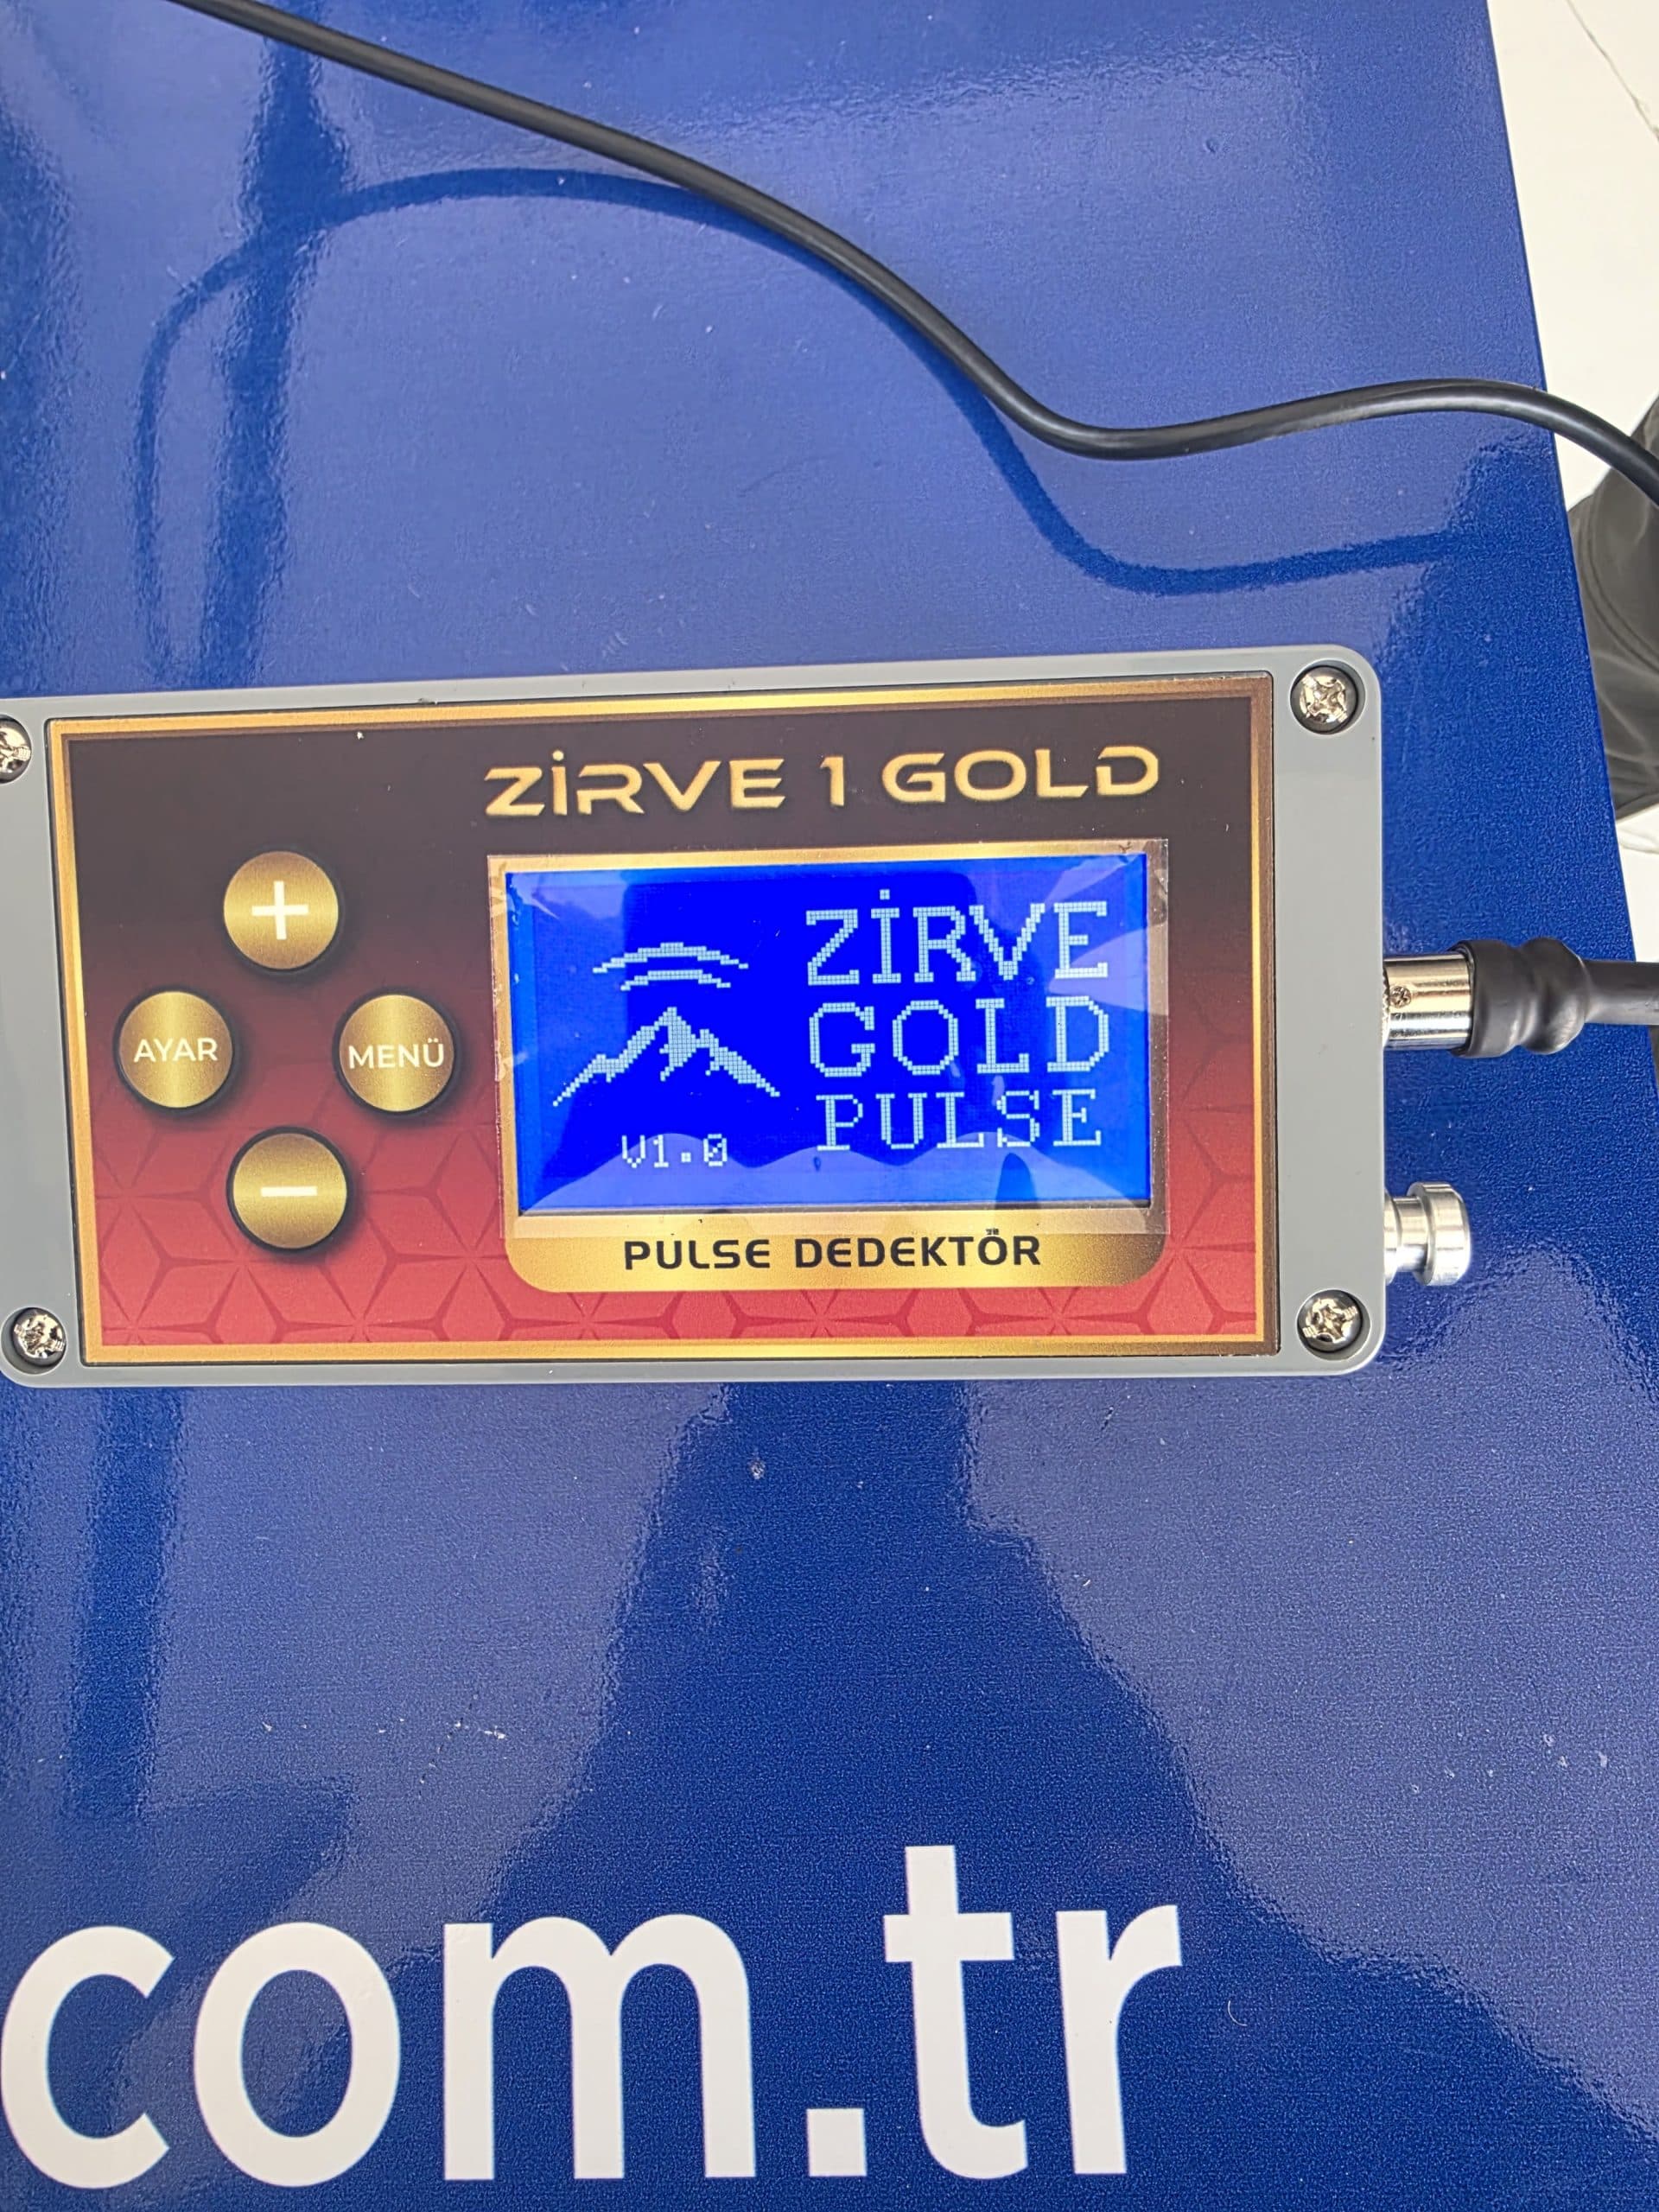 ZİRVE 1 GOLD
+
AYAR
MENÜ
−
ZİRVE
GOLD
PULSE
V1.0
PULSE DEDEKTÖR
com.tr